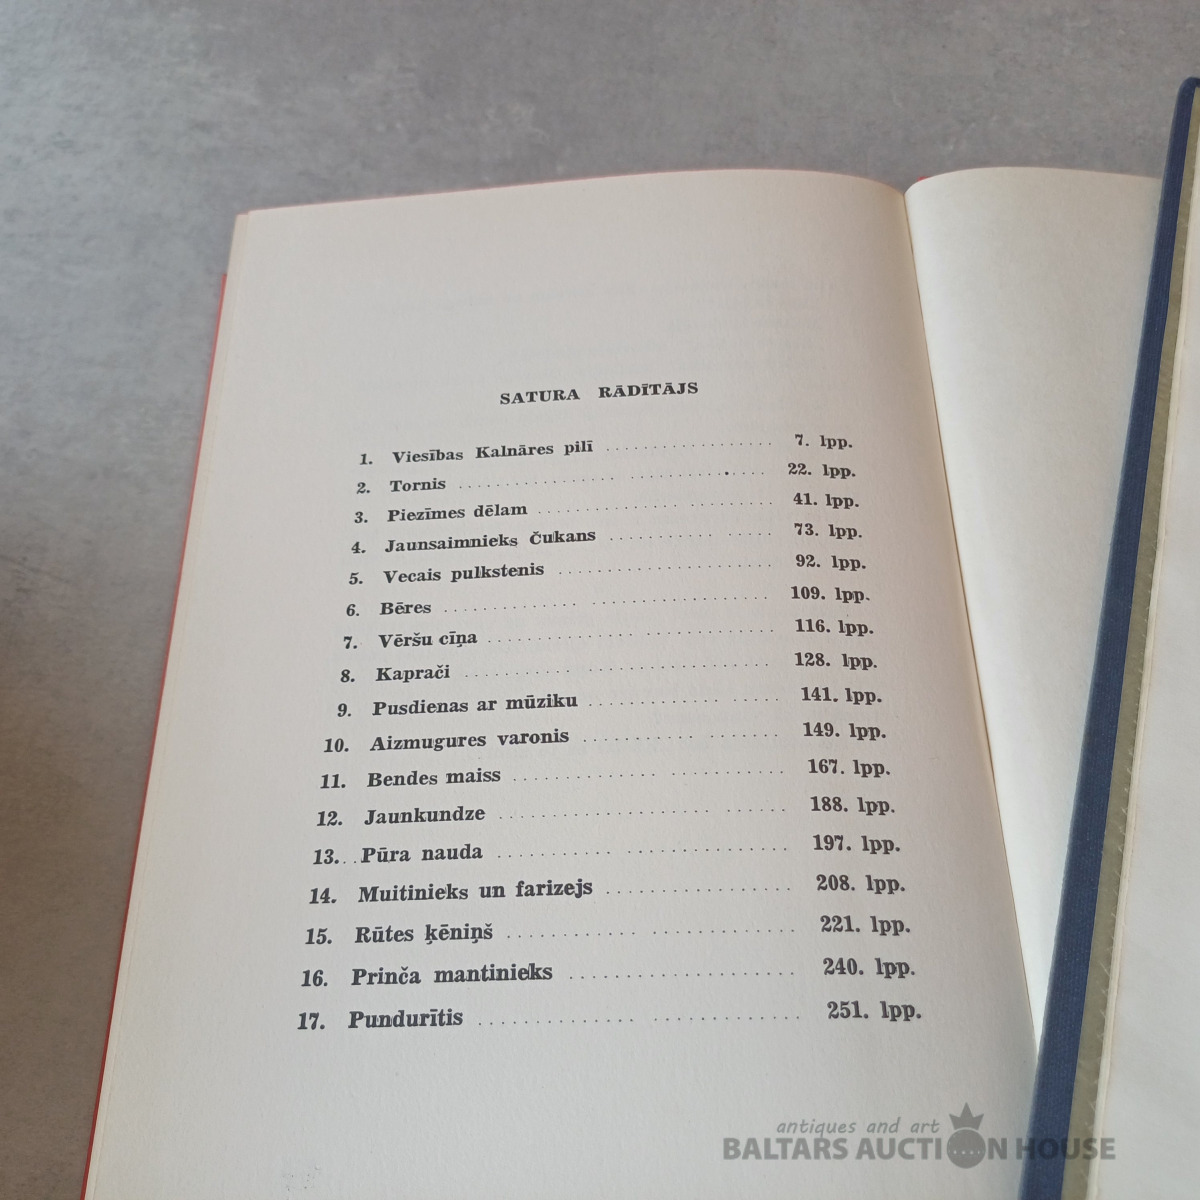 SATURA RĀDĪTĀJS
1. Viesības Kalnāres pilī . . . . . . . . . . . . . . . . . . 7. lpp.
2. Tornis . . . . . . . . . . . . . . . . . . . . . . . . . . . 22. lpp.
3. Piezīmes dēlam . . . . . . . . . . . . . . . . . . . . . . 41. lpp.
4. Jaunsaimnieks Čukans . . . . . . . . . . . . . . . . 73. lpp.
5. Vecais pulkstenis . . . . . . . . . . . . . . . . . . . . 92. lpp.
6. Bēres . . . . . . . . . . . . . . . . . . . . . . . . . . . . 109. lpp.
7. Vēršu cīņa . . . . . . . . . . . . . . . . . . . . . . . . 116. lpp.
8. Kaprači . . . . . . . . . . . . . . . . . . . . . . . . . . 128. lpp.
9. Pusdienas ar mūziku . . . . . . . . . . . . . . . . 141. lpp.
10. Aizmugures varonis . . . . . . . . . . . . . . . . . 149. lpp.
11. Bendes maiss . . . . . . . . . . . . . . . . . . . . . . 167. lpp.
12. Jaunkundze . . . . . . . . . . . . . . . . . . . . . . . 188. lpp.
13. . . Pūra nauda . . . . . . . . . . . . . . . . . . . . . . . 197. lpp.
14. Muitinieks un farizejs . . . . . . . . . . . . . . . . 208. lpp.
15. Rūtes ķēniņš . . . . . . . . . . . . . . . . . . . . . . 221. lpp.
16. Prinča mantinieks . . . . . . . . . . . . . . . . . . 240. lpp.
17. Pundurītis . . . . . . . . . . . . . . . . . . . . . . . . 251. lpp.
antiques and art
BALTARS AUCTION HOUSE